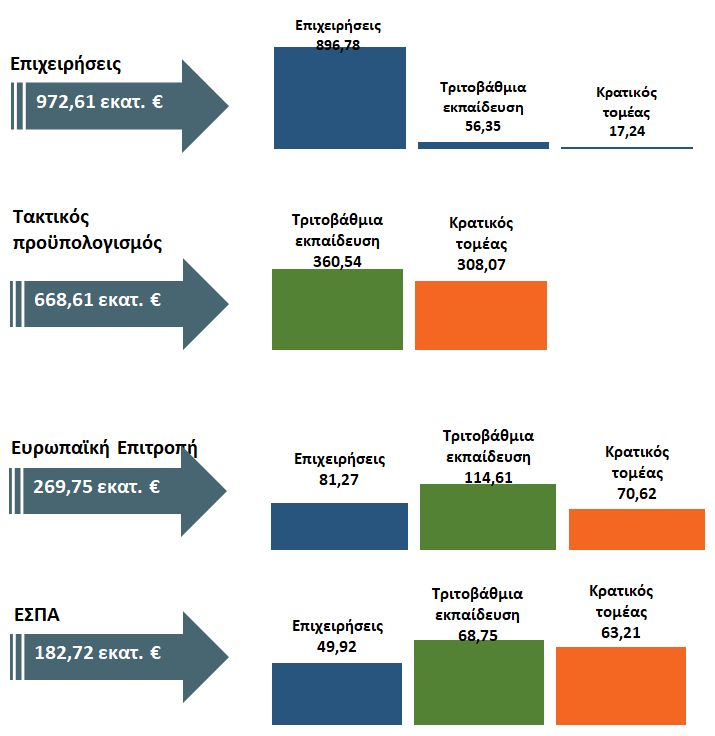 Επιχειρήσεις
972,61 εκατ. €
Επιχειρήσεις
896,78
Τριτοβάθμια
εκπαίδευση
56,35
Κρατικός
τομέας
17,24
Τακτικός
προϋπολογισμός
668,61 εκατ. €
Τριτοβάθμια
εκπαίδευση
360,54
Κρατικός
τομέας
308,07
Ευρωπαϊκή Επιτροπή
269,75 εκατ. €
Επιχειρήσεις
81,27
Τριτοβάθμια
εκπαίδευση
114,61
Κρατικός
τομέας
70,62
ΕΣΠΑ
182,72 εκατ. €
Επιχειρήσεις
49,92
Τριτοβάθμια
εκπαίδευση
68,75
Κρατικός
τομέας
63,21